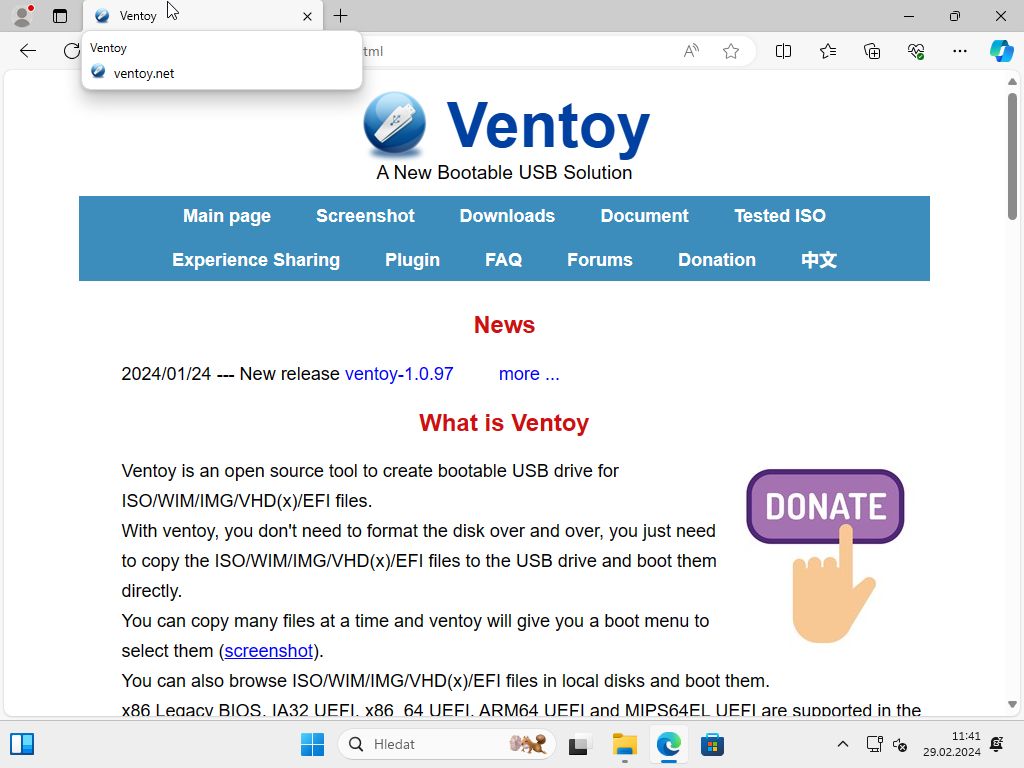 Ventoy
Ventoy
ventoy.net
tml
Ventoy
A New Bootable USB Solution
Main page Screenshot Downloads Document Tested ISO
Experience Sharing Plugin FAQ Forums Donation 中文
News
2024/01/24 --- New release ventoy-1.0.97 more ...
What is Ventoy
Ventoy is an open source tool to create bootable USB drive for
ISO/WIM/IMG/VHD(x)/EFI files.
With ventoy, you don't need to format the disk over and over, you just need
to copy the ISO/WIM/IMG/VHD(x)/EFI files to the USB drive and boot them
directly.
You can copy many files at a time and ventoy will give you a boot menu to
select them (screenshot).
You can also browse ISO/WIM/IMG/VHD(x)/EFI files in local disks and boot them.
x86 Legacy BIOS, IA32 UEFI, x86_64 UEFI, ARM64 UEFI and MIPS64EL UEFI are supported in the
DONATE
Hledat
11:41
29.02.2024